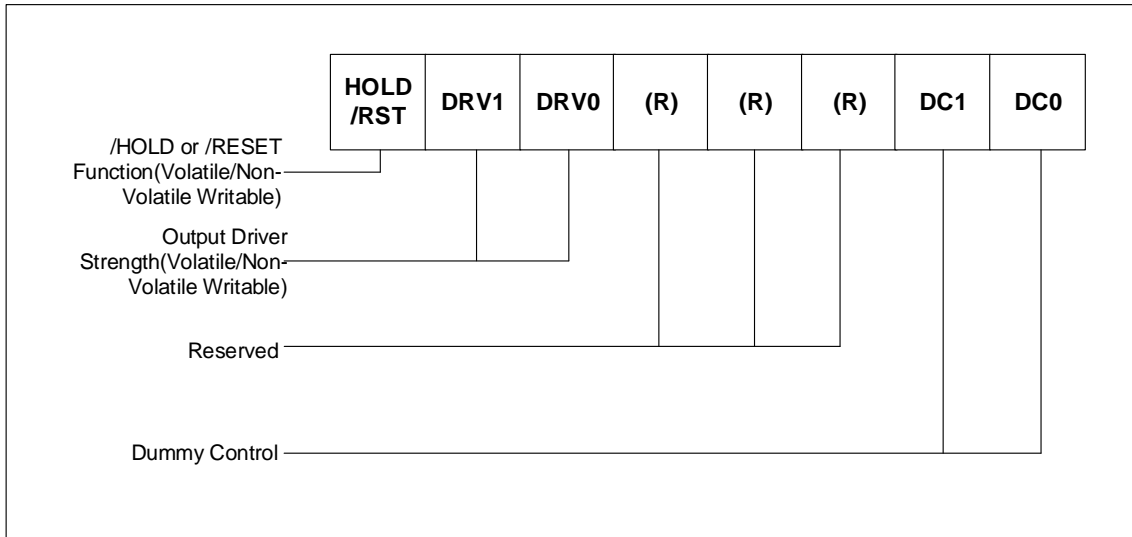 HOLD
/RST
DRV1
DRV0
(R)
(R)
(R)
DC1
DC0
/HOLD or /RESET
Function(Volatile/Non-
Volatile Writable)
Output Driver
Strength(Volatile/Non-
Volatile Writable)
Reserved
Dummy Control